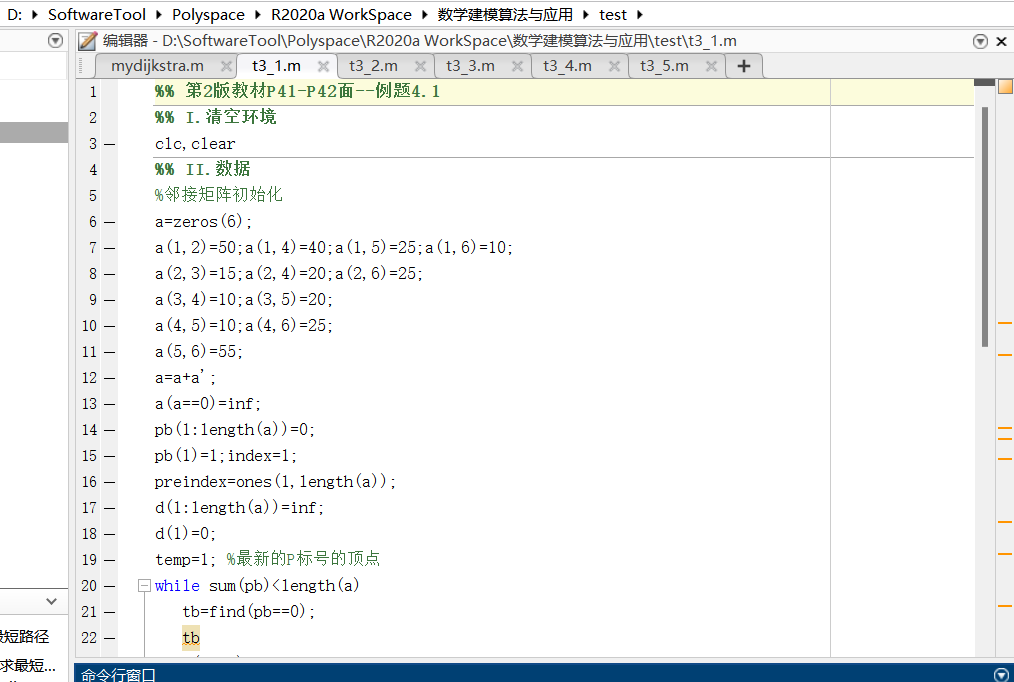 D: ▸ SoftwareTool ▸ Polyspace ▸ R2020a WorkSpace ▸ 数学建模算法与应用 ▸ test ▸
编辑器 - D:\SoftwareTool\Polyspace\R2020a WorkSpace\数学建模算法与应用\test\t3_1.m
mydijkstra.m t3_1.m t3_2.m t3_3.m t3_4.m t3_5.m
1 %% 第2版教材P41-P42面--例题4.1
2 %% I.清空环境
3 clc,clear
4 %% II.数据
5 %邻接矩阵初始化
6 a=zeros(6);
7 a(1,2)=50;a(1,4)=40;a(1,5)=25;a(1,6)=10;
8 a(2,3)=15;a(2,4)=20;a(2,6)=25;
9 a(3,4)=10;a(3,5)=20;
10 a(4,5)=10;a(4,6)=25;
11 a(5,6)=55;
12 a=a+a';
13 a(a==0)=inf;
14 pb(1:length(a))=0;
15 pb(1)=1;index=1;
16 preindex=ones(1,length(a));
17 d(1:length(a))=inf;
18 d(1)=0;
19 temp=1; %最新的P标号的顶点
20 while sum(pb)<length(a)
21 tb=find(pb==0);
22 tb
短路径
求最短...
命令行窗口